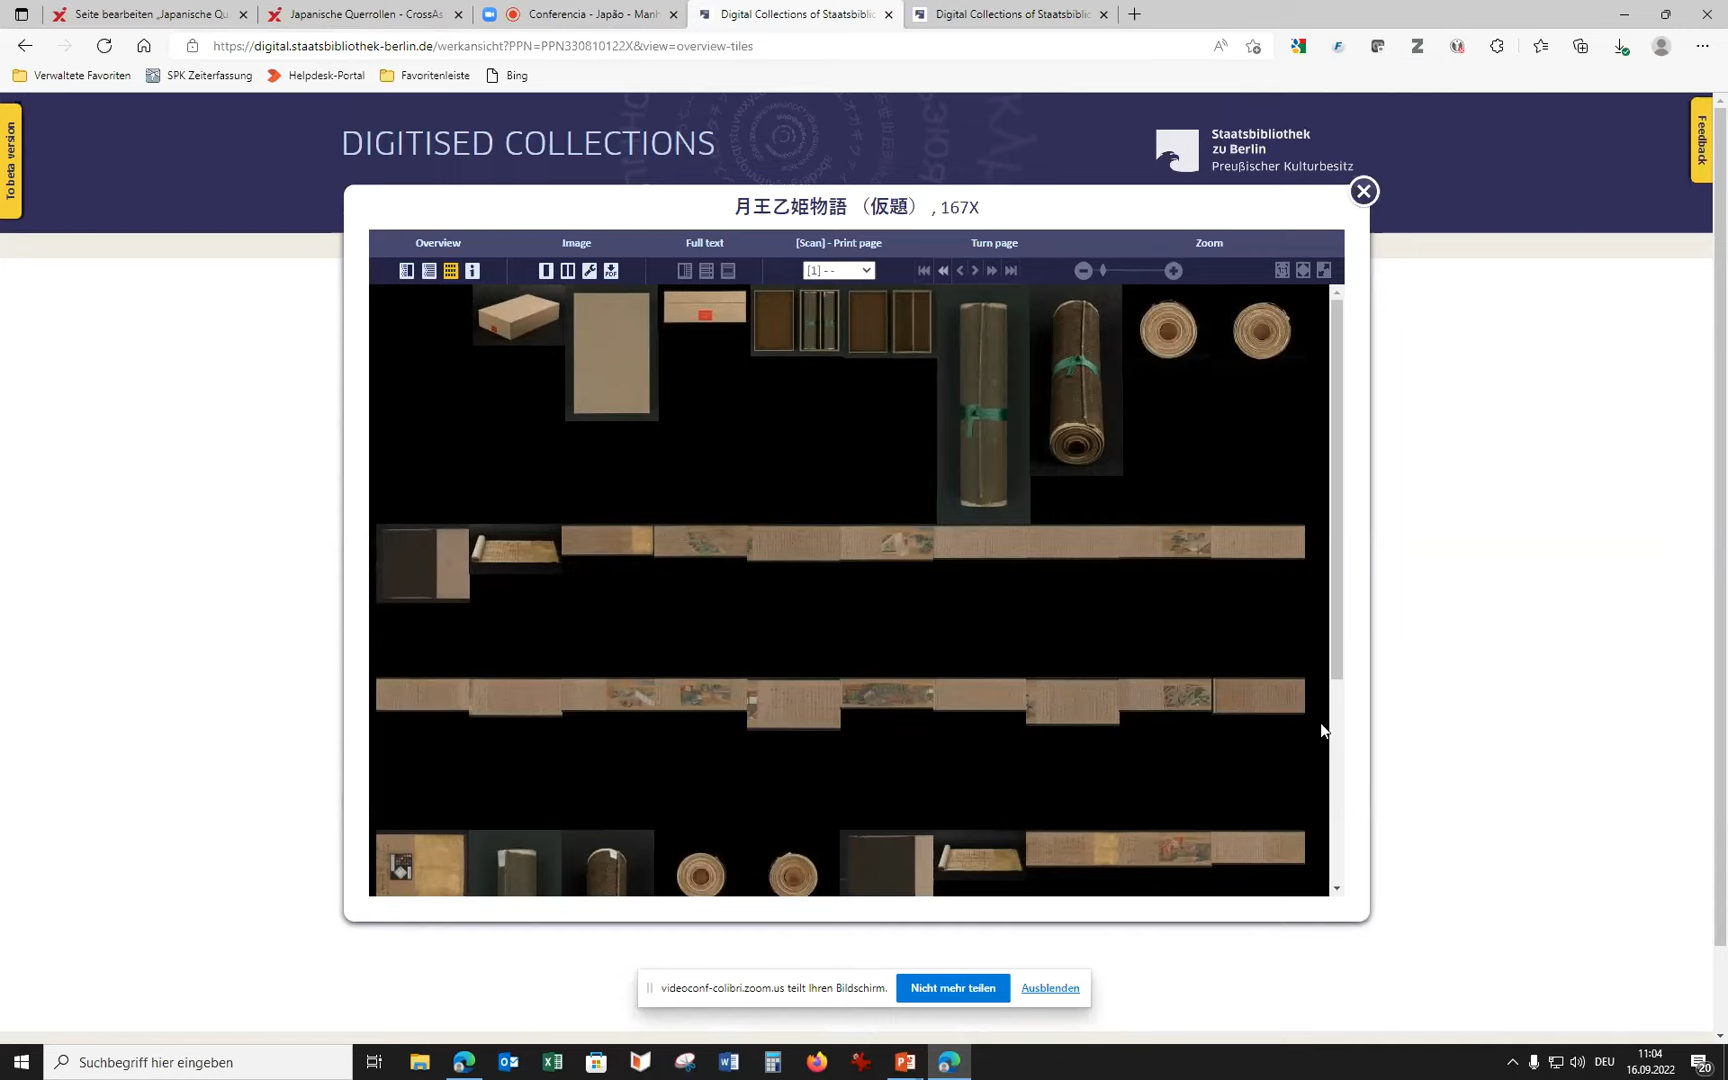 Seite bearbeiten „Japanische Qu
Japanische Querrollen - CrossAs
Conferencia - Japão - Manh
Digital Collections of Staatsbiblic
Digital Collections of Staatsbiblic
https://digital.staatsbibliothek-berlin.de/werkansicht?PPN=PPN330810122X&view=overview-tiles
Verwaltete Favoriten
SPK Zeiterfassung
Helpdesk-Portal
Favoritenleiste
Bing
To beta version
DIGITISED COLLECTIONS
Staatsbibliothek
zu Berlin
Preußischer Kulturbesitz
Feedback
月王乙姫物語 （仮題） , 167X
Overview
Image
Full text
[Scan] - Print page
Turn page
Zoom
PDF
[1] --
videoconf-colibri.zoom.us teilt Ihren Bildschirm.
Nicht mehr teilen
Ausblenden
Suchbegriff hier eingeben
DEU
11:04
16.09.2022
20